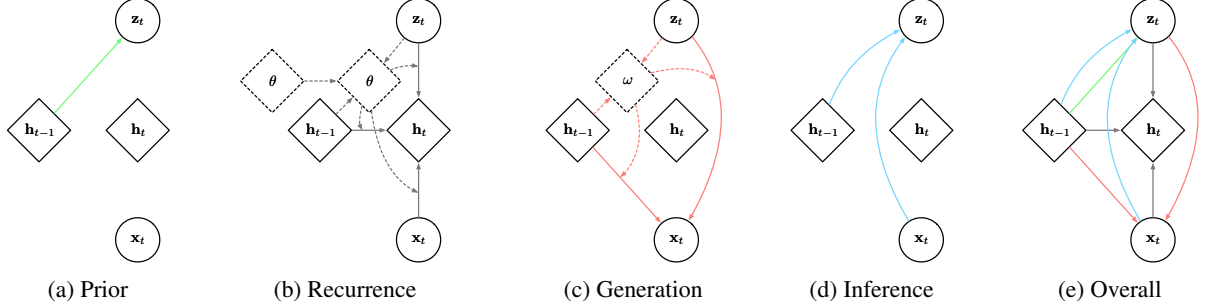 z_t
h_{t−1}
h_t
x_t
(a) Prior
z_t
θ
θ
h_{t−1}
h_t
x_t
(b) Recurrence
z_t
ω
h_{t−1}
h_t
x_t
(c) Generation
z_t
h_{t−1}
h_t
x_t
(d) Inference
z_t
h_{t−1}
h_t
x_t
(e) Overall